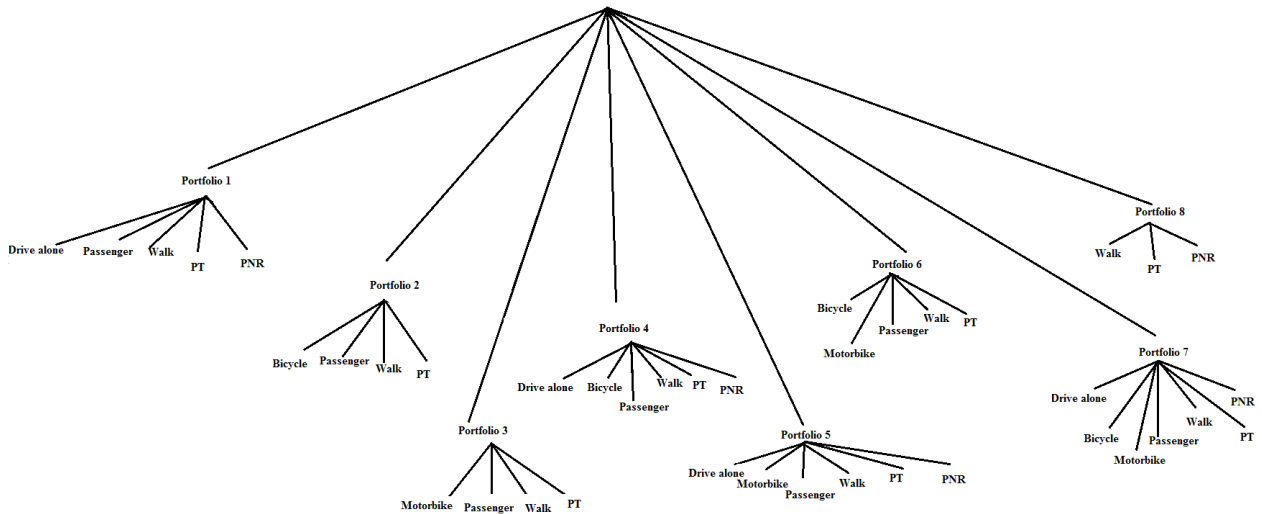 Portfolio 1
Drive alone
Passenger
Walk
PT
PNR
Portfolio 2
Bicycle
Passenger
Walk
PT
Portfolio 3
Motorbike
Passenger
Walk
PT
Portfolio 4
Drive alone
Bicycle
Passenger
Walk
PT
PNR
Portfolio 5
Drive alone
Motorbike
Passenger
Walk
PT
PNR
Portfolio 6
Bicycle
Motorbike
Passenger
Walk
PT
Portfolio 7
Drive alone
Bicycle
Motorbike
Passenger
Walk
PT
PNR
Portfolio 8
Walk
PT
PNR